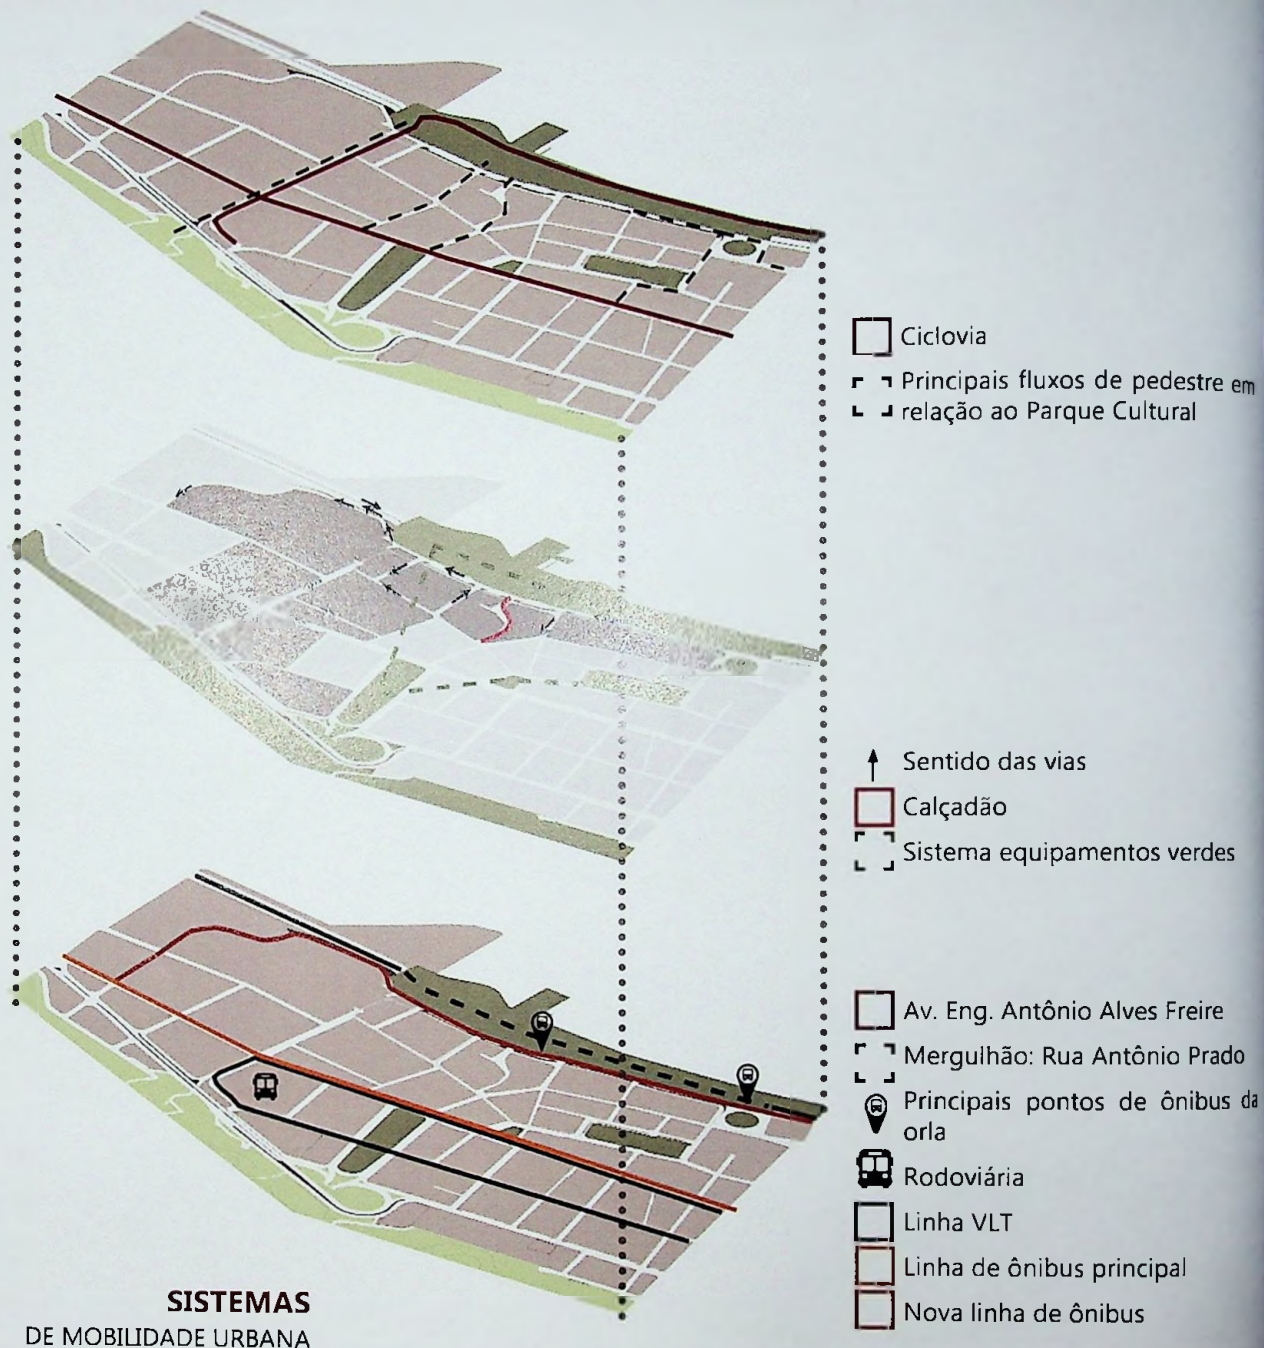 Ciclovia
Principais fluxos de pedestre em
relação ao Parque Cultural
Sentido das vias
Calçadão
Sistema equipamentos verdes
Av. Eng. Antônio Alves Freire
Mergulhão: Rua Antônio Prado
Principais pontos de ônibus da
orla
Rodoviária
Linha VLT
Linha de ônibus principal
Nova linha de ônibus
SISTEMAS
DE MOBILIDADE URBANA